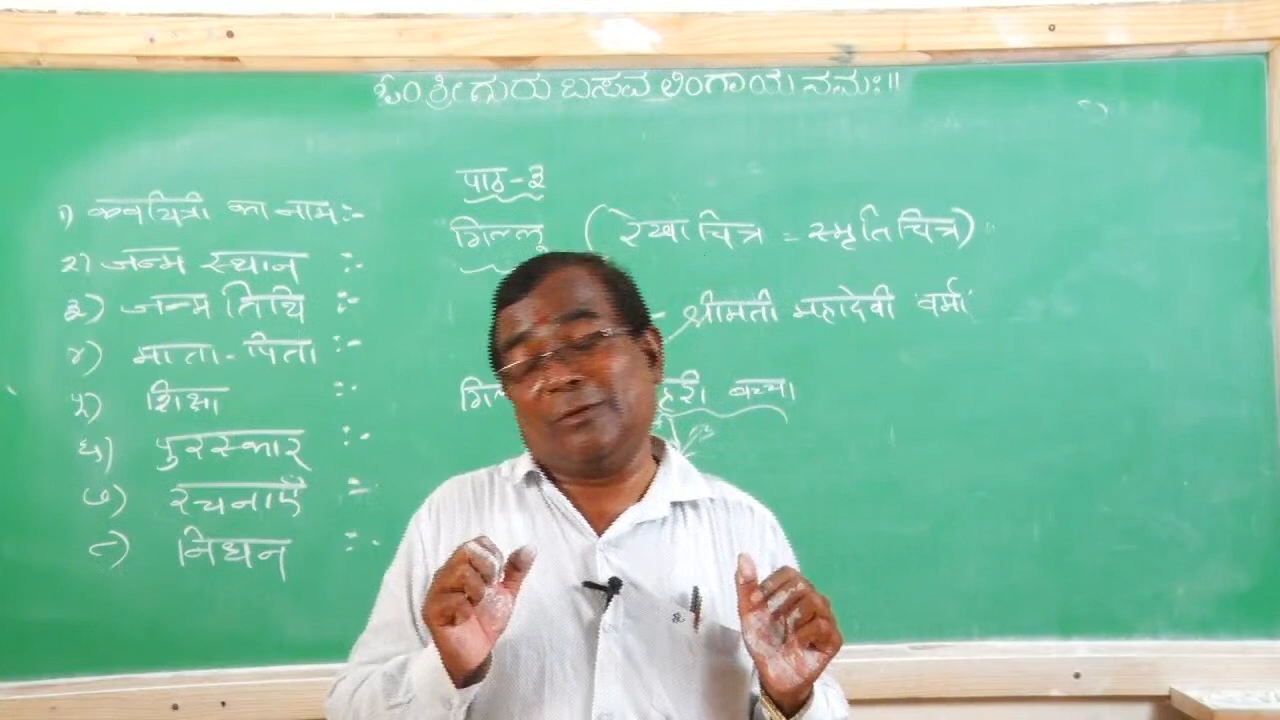 ಓಂ ಶ್ರೀ ಗುರು ಬಸವ ಲಿಂಗಾಯ ನಮಃ॥
पाठ-३
गिल्लू (रेखा चित्र = स्मृति चित्र)
- श्रीमती महादेवी वर्मा
बच्चा
१) कवयित्री का नाम :-
२) जन्म स्थान :-
३) जन्म तिथि :-
४) माता-पिता :-
५) शिक्षा :-
६) पुरस्कार :-
७) रचनाएँ :-
८) निधन :-